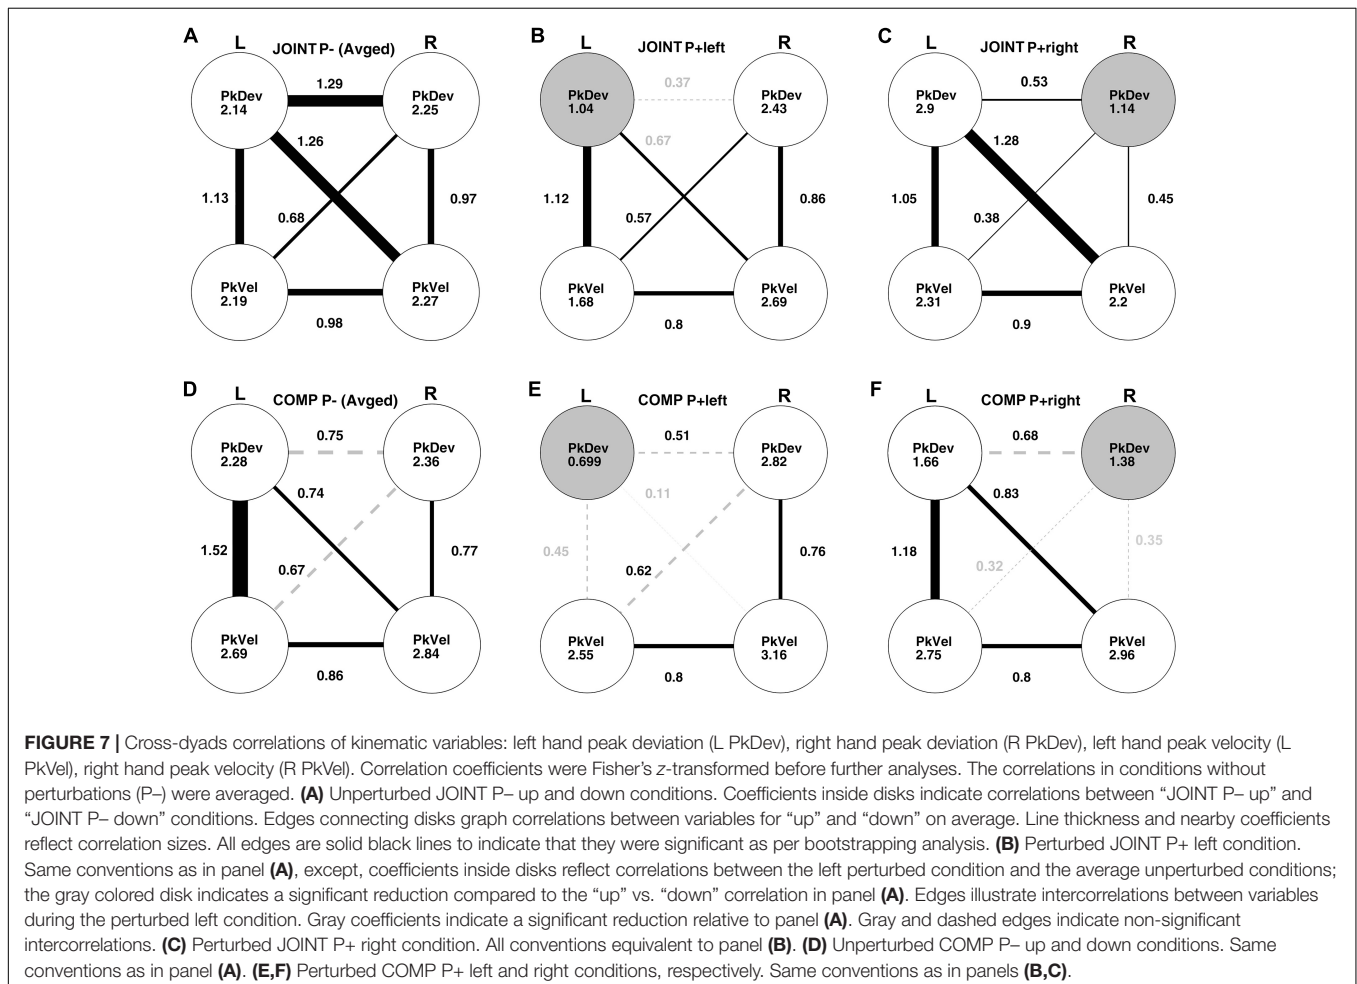 A L JOINT P- (Avged) R
PkDev 2.14
1.29
PkDev 2.25
1.26
1.13
0.68
0.97
PkVel 2.19
0.98
PkVel 2.27
B L JOINT P+left R
PkDev 1.04
0.37
PkDev 2.43
0.67
1.12
0.57
0.86
PkVel 1.68
0.8
PkVel 2.69
C L JOINT P+right R
PkDev 2.9
0.53
PkDev 1.14
1.28
1.05
0.38
0.45
PkVel 2.31
0.9
PkVel 2.2
D L COMP P- (Avged) R
PkDev 2.28
0.75
PkDev 2.36
0.74
1.52
0.67
0.77
PkVel 2.69
0.86
PkVel 2.84
E L COMP P+left R
PkDev 0.699
0.51
PkDev 2.82
0.11
0.45
0.62
0.76
PkVel 2.55
0.8
PkVel 3.16
F L COMP P+right R
PkDev 1.66
0.68
PkDev 1.38
0.83
1.18
0.32
0.35
PkVel 2.75
0.8
PkVel 2.96
FIGURE 7 | Cross-dyads correlations of kinematic variables: left hand peak deviation (L PkDev), right hand peak deviation (R PkDev), left hand peak velocity (L
PkVel), right hand peak velocity (R PkVel). Correlation coefficients were Fisher's z-transformed before further analyses. The correlations in conditions without
perturbations (P–) were averaged. (A) Unperturbed JOINT P– up and down conditions. Coefficients inside disks indicate correlations between “JOINT P– up” and
“JOINT P– down” conditions. Edges connecting disks graph correlations between variables for “up” and “down” on average. Line thickness and nearby coefficients
reflect correlation sizes. All edges are solid black lines to indicate that they were significant as per bootstrapping analysis. (B) Perturbed JOINT P+ left condition.
Same conventions as in panel (A), except, coefficients inside disks reflect correlations between the left perturbed condition and the average unperturbed conditions;
the gray colored disk indicates a significant reduction compared to the “up” vs. “down” correlation in panel (A). Edges illustrate intercorrelations between variables
during the perturbed left condition. Gray coefficients indicate a significant reduction relative to panel (A). Gray and dashed edges indicate non-significant
intercorrelations. (C) Perturbed JOINT P+ right condition. All conventions equivalent to panel (B). (D) Unperturbed COMP P– up and down conditions. Same
conventions as in panel (A). (E,F) Perturbed COMP P+ left and right conditions, respectively. Same conventions as in panels (B,C).